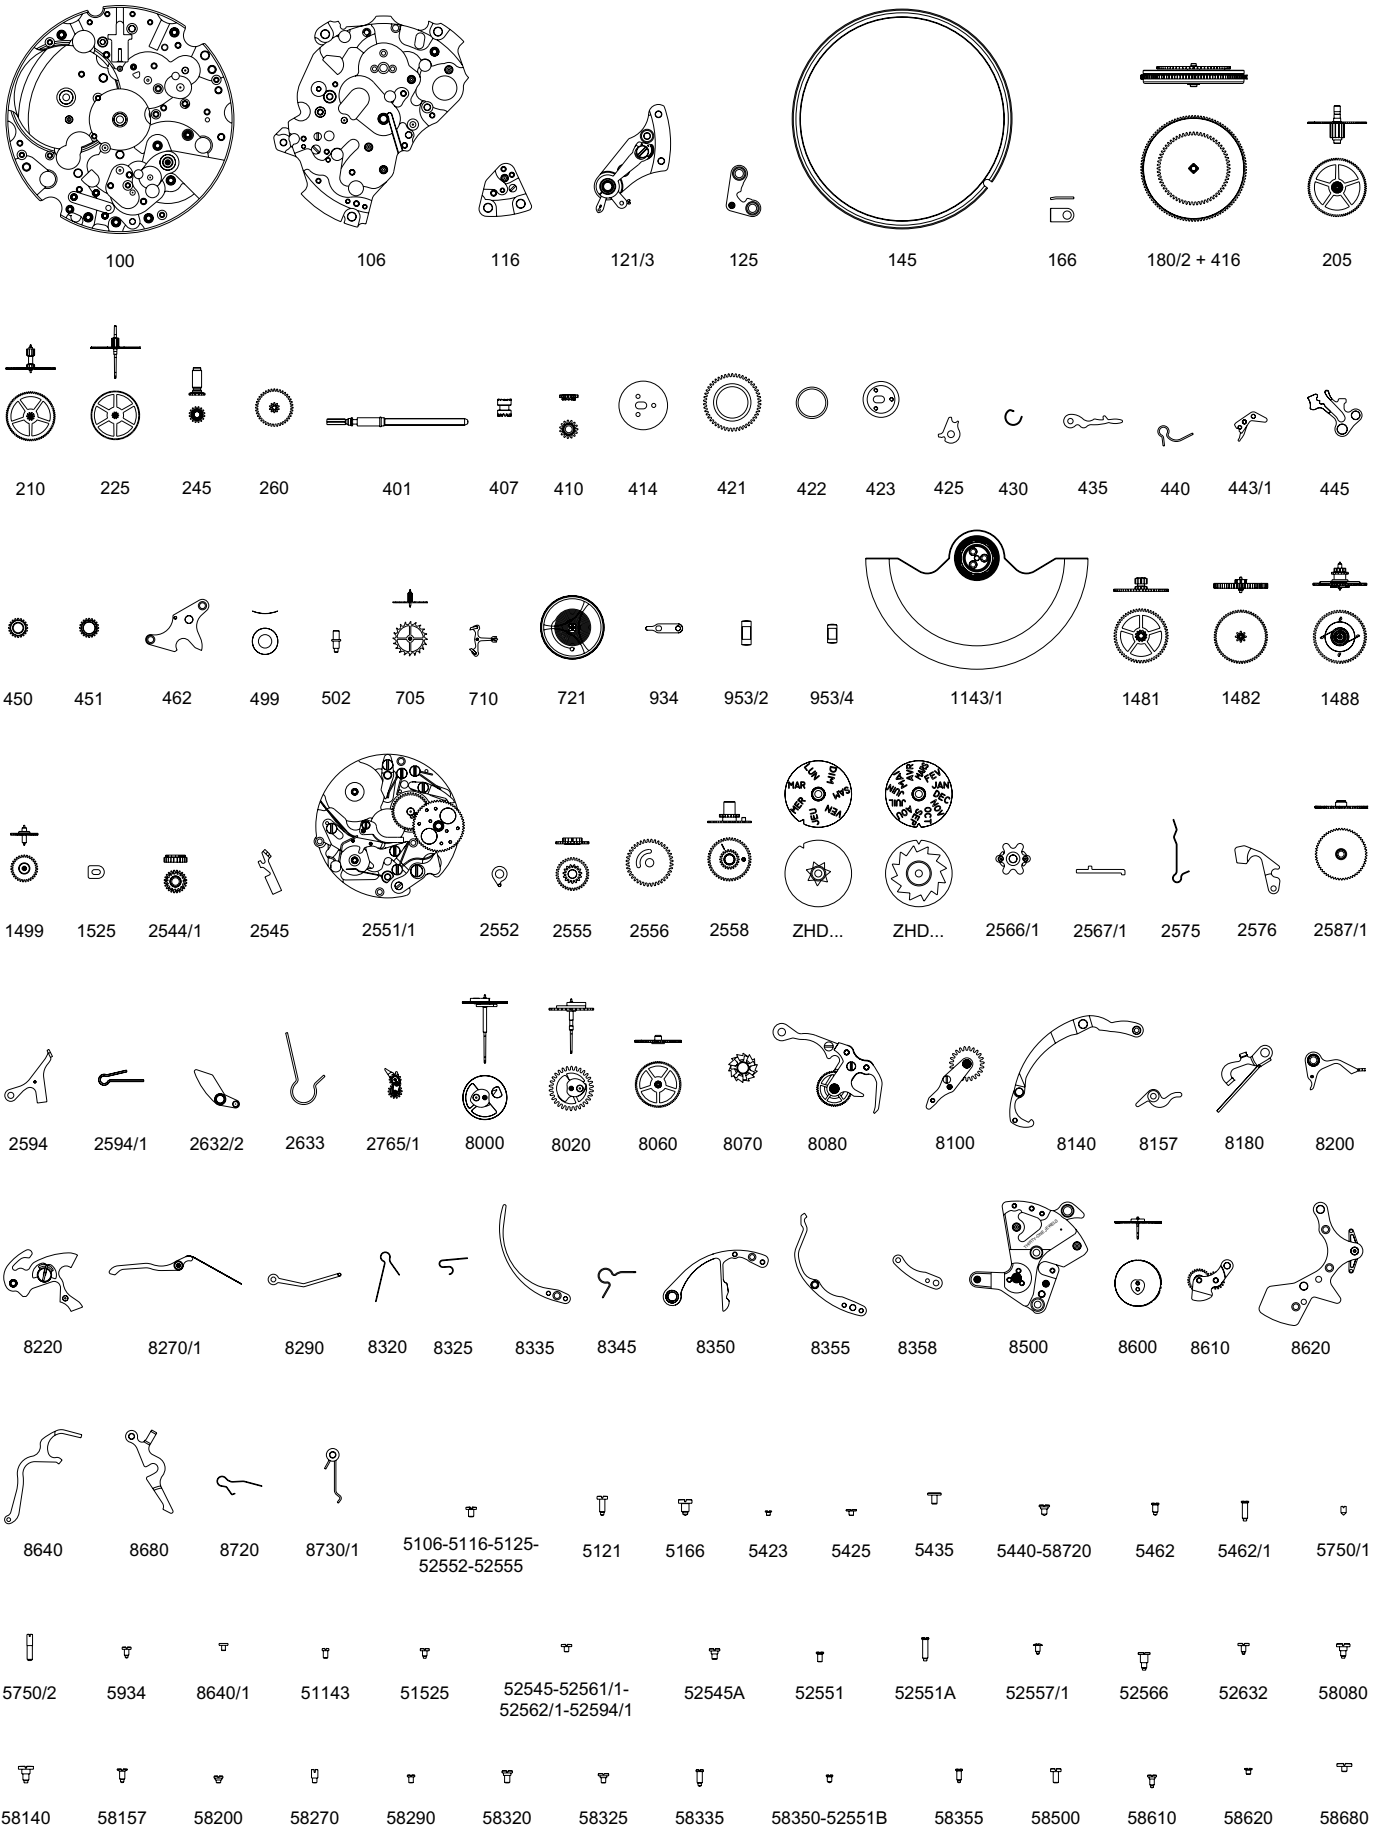 100 106 116 121/3 125 145 166 180/2 + 416 205
210 225 245 260 401 407 410 414 421 422 423 425 430 435 440 443/1 445
450 451 462 499 502 705 710 721 934 953/2 953/4 1143/1 1481 1482 1488
LUN DIM SAM VEN JEU MER MAR
JAN DEC NOV OCT SEP AOU JUIL JUIN MAI AVR MARS FEV
1499 1525 2544/1 2545 2551/1 2552 2555 2556 2558 ZHD... ZHD... 2566/1 2567/1 2575 2576 2587/1
2594 2594/1 2632/2 2633 2765/1 8000 8020 8060 8070 8080 8100 8140 8157 8180 8200
8220 8270/1 8290 8320 8325 8335 8345 8350 8355 8358 8500 8600 8610 8620
8640 8680 8720 8730/1 5106-5116-5125- 5121 5166 5423 5425 5435 5440-58720 5462 5462/1 5750/1
52552-52555
5750/2 5934 8640/1 51143 51525 52545-52561/1- 52545A 52551 52551A 52557/1 52566 52632 58080
52562/1-52594/1
58140 58157 58200 58270 58290 58320 58325 58335 58350-52551B 58355 58500 58610 58620 58680